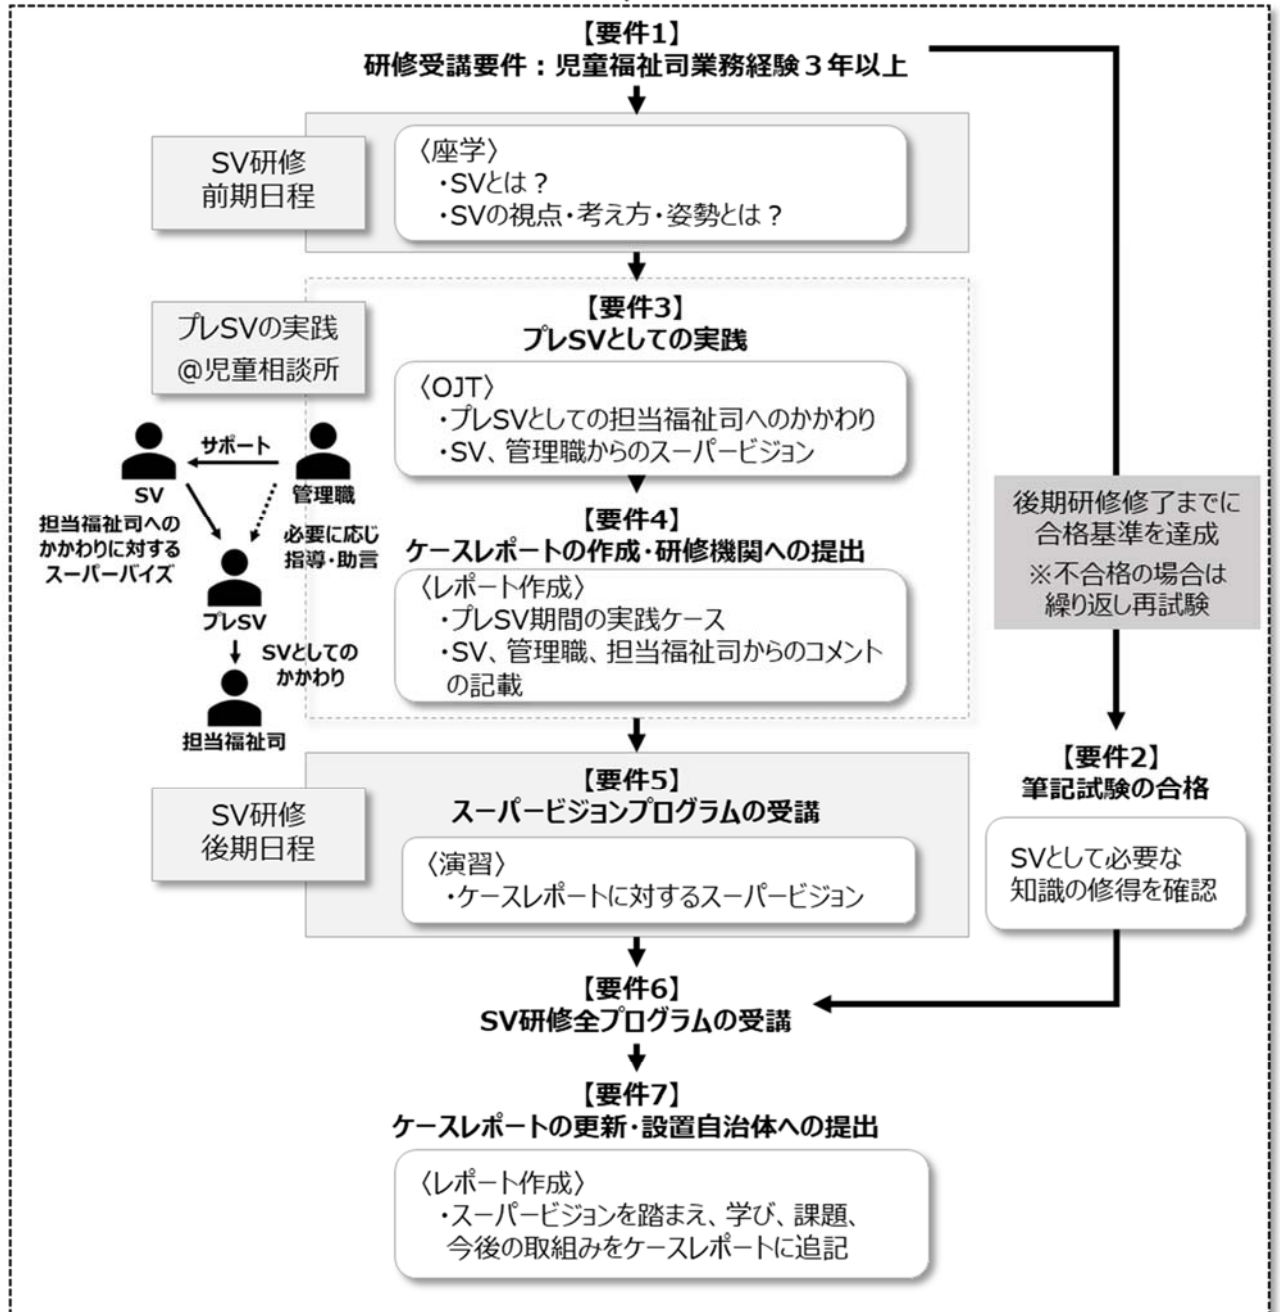 【要件1】
研修受講要件：児童福祉司業務経験３年以上
SV研修
前期日程
〈座学〉
・SVとは？
・SVの視点・考え方・姿勢とは？
プレSVの実践
@児童相談所
【要件3】
プレSVとしての実践
〈OJT〉
・プレSVとしての担当福祉司へのかかわり
・SV、管理職からのスーパービジョン
サポート
SV
管理職
担当福祉司への
かかわりに対する
スーパーバイズ
必要に応じ
指導・助言
プレSV
SVとしての
かかわり
担当福祉司
【要件4】
ケースレポートの作成・研修機関への提出
〈レポート作成〉
・プレSV期間の実践ケース
・SV、管理職、担当福祉司からのコメント
の記載
後期研修修了までに
合格基準を達成
※不合格の場合は
繰り返し再試験
【要件2】
筆記試験の合格
SVとして必要な
知識の修得を確認
SV研修
後期日程
【要件5】
スーパービジョンプログラムの受講
〈演習〉
・ケースレポートに対するスーパービジョン
【要件6】
SV研修全プログラムの受講
【要件7】
ケースレポートの更新・設置自治体への提出
〈レポート作成〉
・スーパービジョンを踏まえ、学び、課題、
今後の取組みをケースレポートに追記